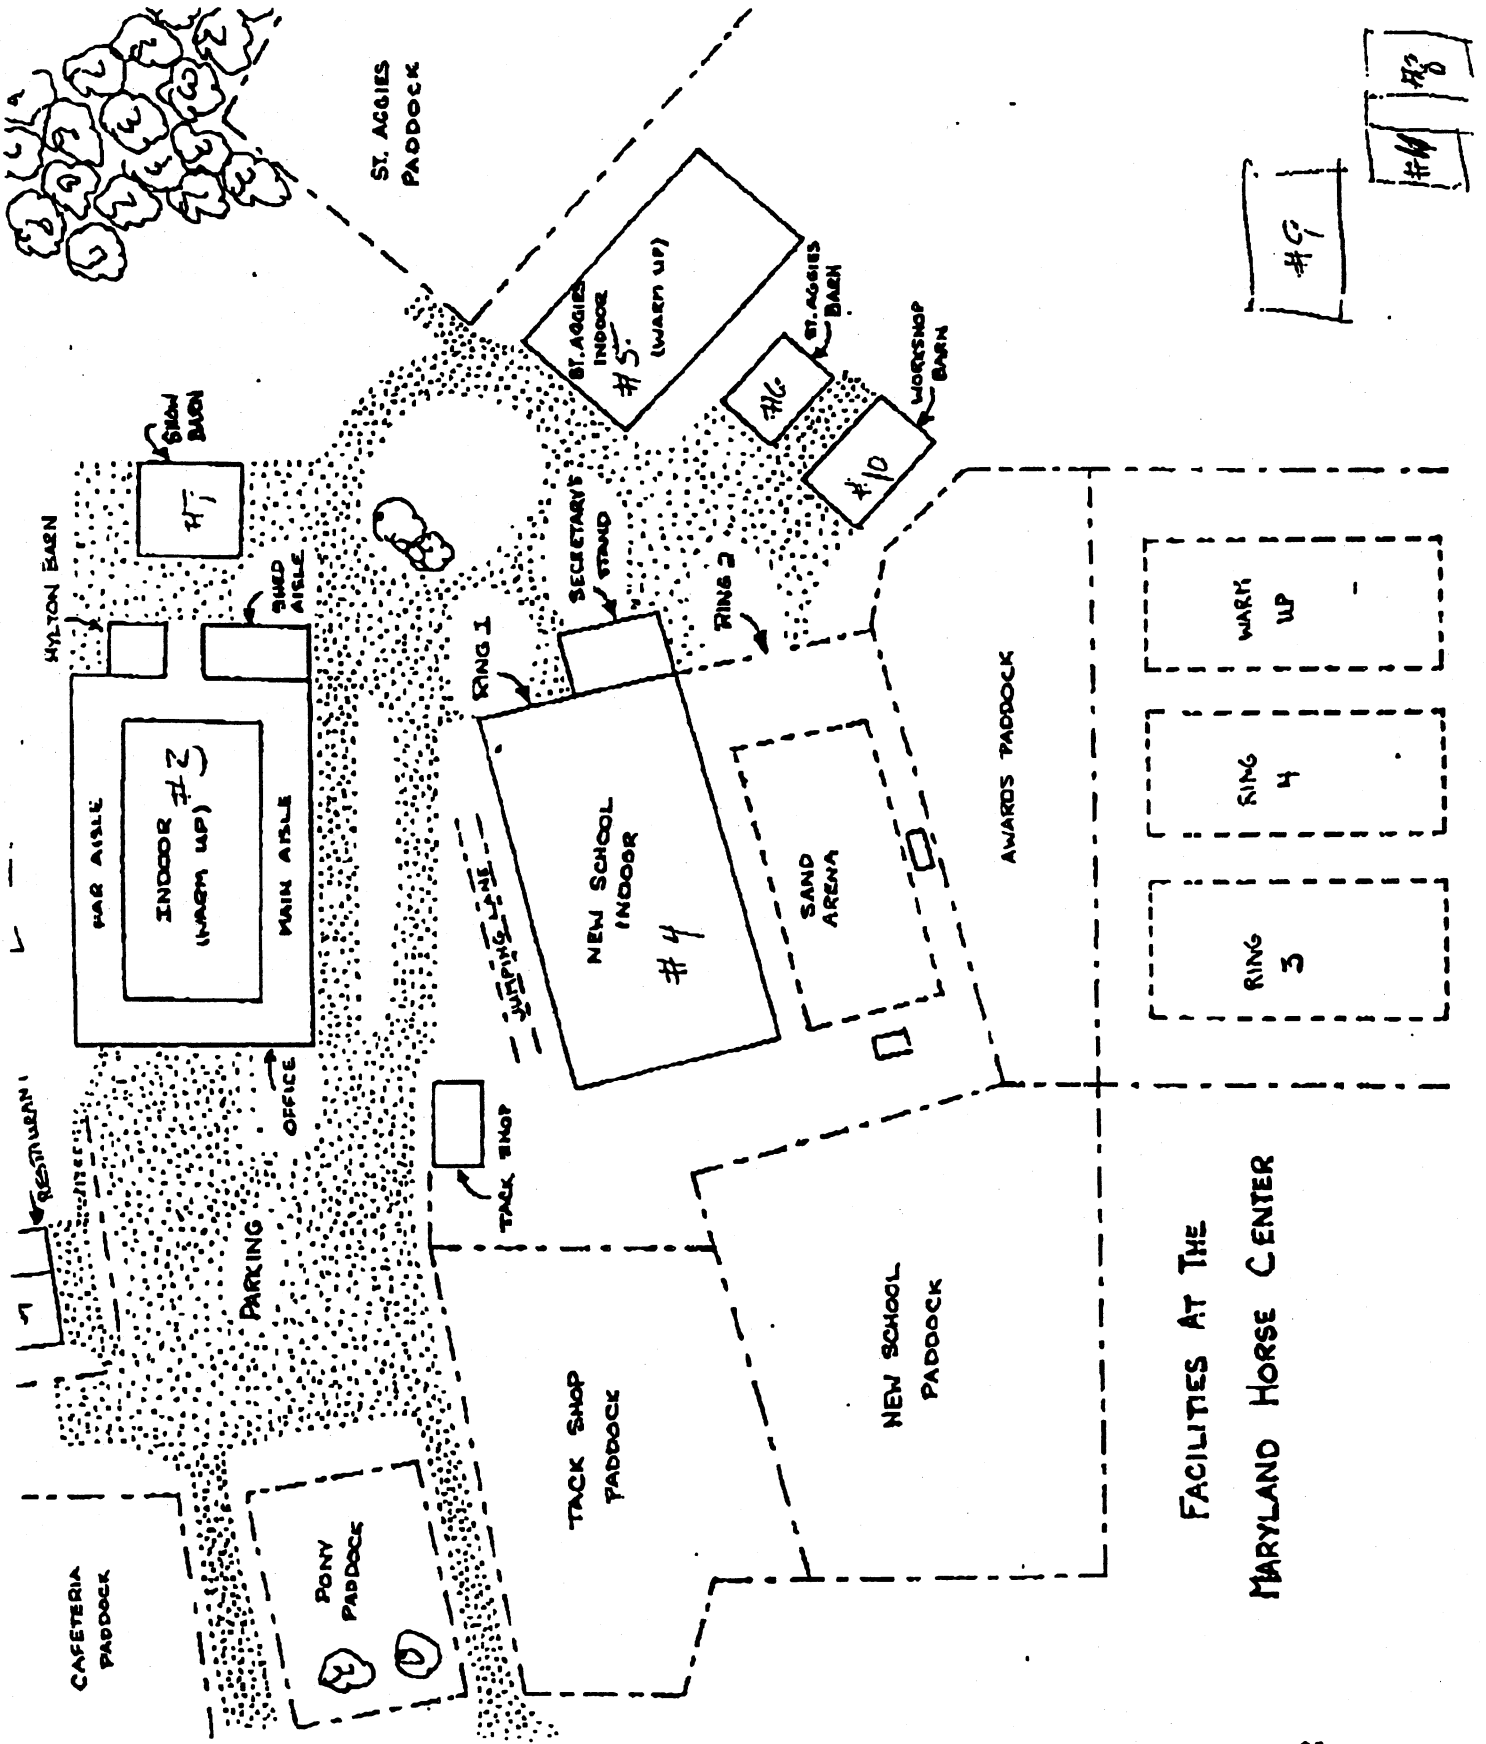 ST. AGGIES
PADDOCK
SHOW
BARN
HYLTON BARN
SHED
AISLE
FAR AISLE
INDOOR
(WARM UP)
MAIN AISLE
OFFICE
PARKING
CAFETERIA
PADDOCK
PONY
PADDOCK
TACK SHOP
TACK SHOP
PADDOCK
JUMPING LANE
RING 1
SECRETARY'S
STAND
RING 2
NEW SCHOOL
INDOOR
#4
SAND
ARENA
ST. AGGIES
INDOOR
#5
(WARM UP)
#6
ST. AGGIES
BARN
#10
WORKSHOP
BARN
#9
#8
AWARDS PADDOCK
WARM
UP
RING
4
RING
3
NEW SCHOOL
PADDOCK
FACILITIES AT THE
MARYLAND HORSE CENTER